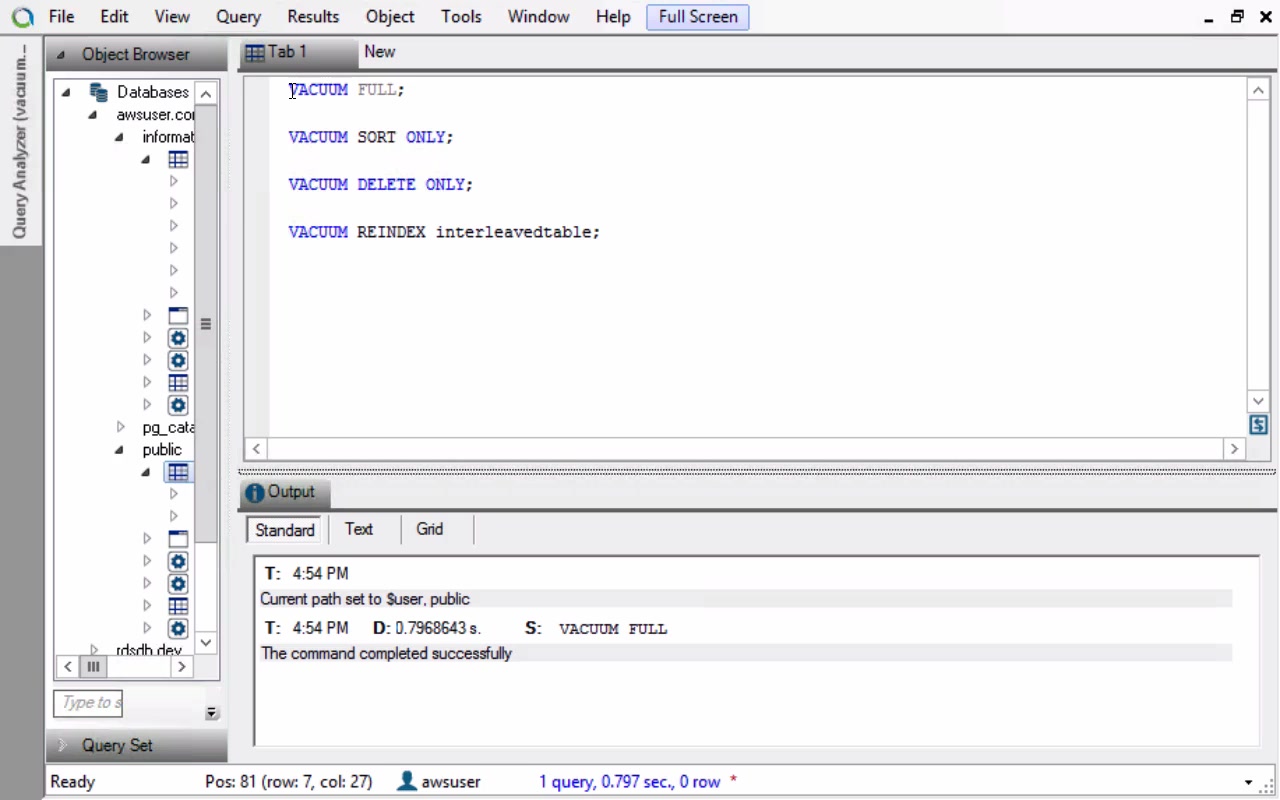 File Edit View Query Results Object Tools Window Help Full Screen
Query Analyzer (vacuum...
Object Browser
Tab 1 New
Databases
awsuser.co
informat
pg_cata
public
rdsdb dev
Type to s
Query Set
VACUUM FULL;
VACUUM SORT ONLY;
VACUUM DELETE ONLY;
VACUUM REINDEX interleavedtable;
Output
Standard Text Grid
T: 4:54 PM
Current path set to $user, public
T: 4:54 PM D: 0.7968643 s. S: VACUUM FULL
The command completed successfully
Ready Pos: 81 (row: 7, col: 27) awsuser 1 query, 0.797 sec., 0 row *